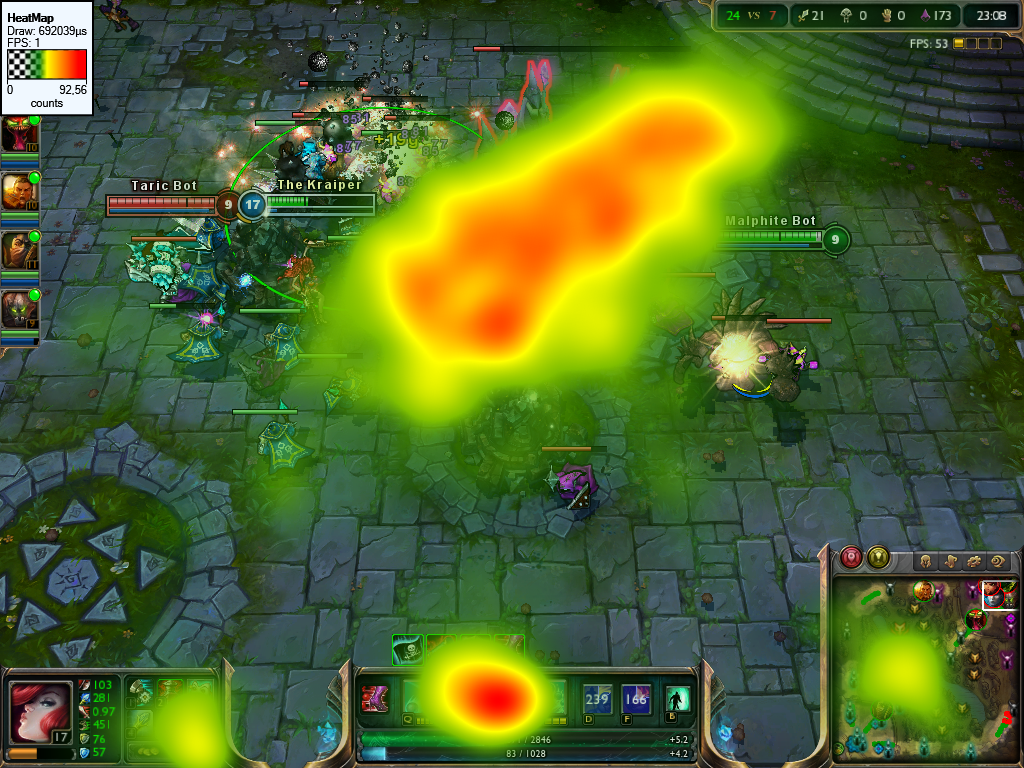 HeatMap
Draw: 692039µs
FPS: 1
0 92,56
counts
24 VS 7 21 0 0 173 23:08
FPS: 53
Taric Bot
The Kraiper
9 17
Malphite Bot
9
103
281
0.97
451
76
57
17
Q
239 166
D F B
/ 2846 +5.2
83 / 1028 +4.2